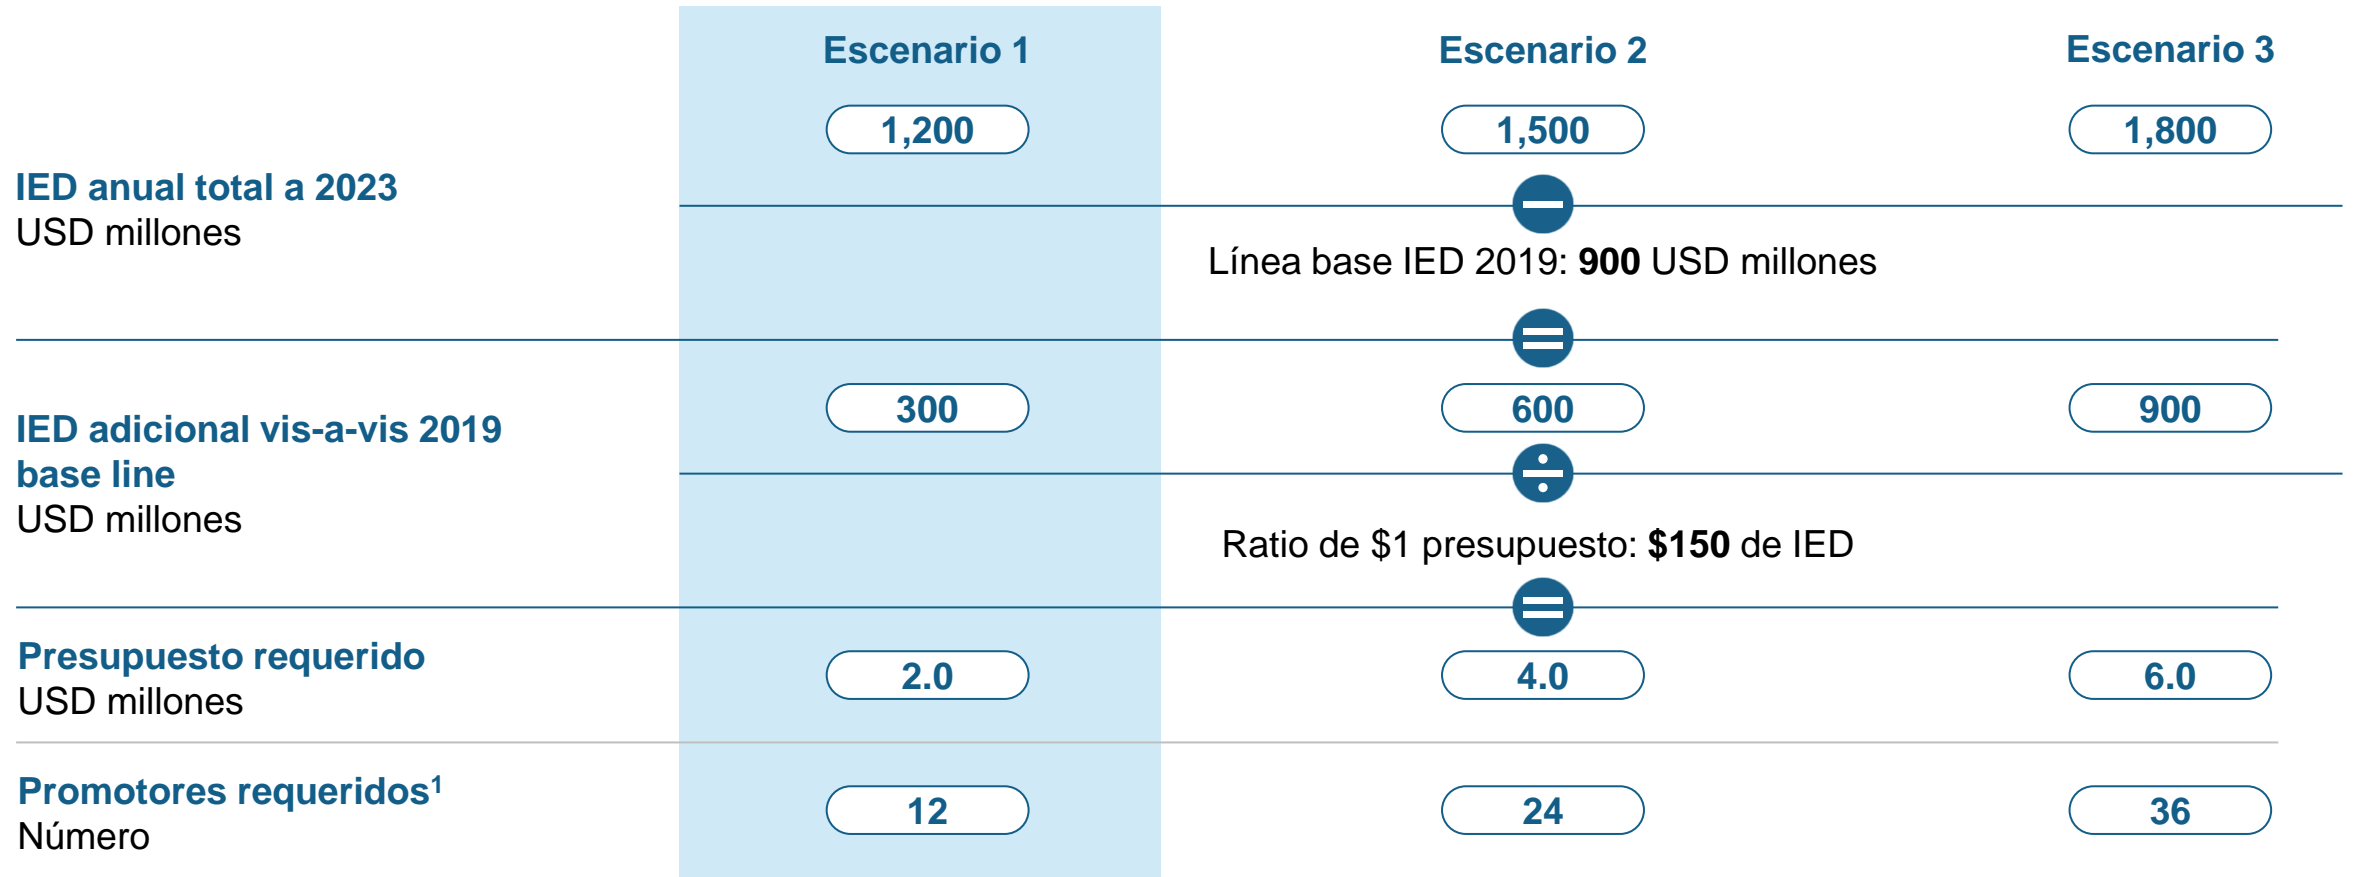 Escenario 1
Escenario 2
Escenario 3
1,200
1,500
1,800
IED anual total a 2023
USD millones
Línea base IED 2019: 900 USD millones
IED adicional vis-a-vis 2019
base line
USD millones
300
600
900
Ratio de $1 presupuesto: $150 de IED
Presupuesto requerido
USD millones
2.0
4.0
6.0
Promotores requeridos¹
Número
12
24
36